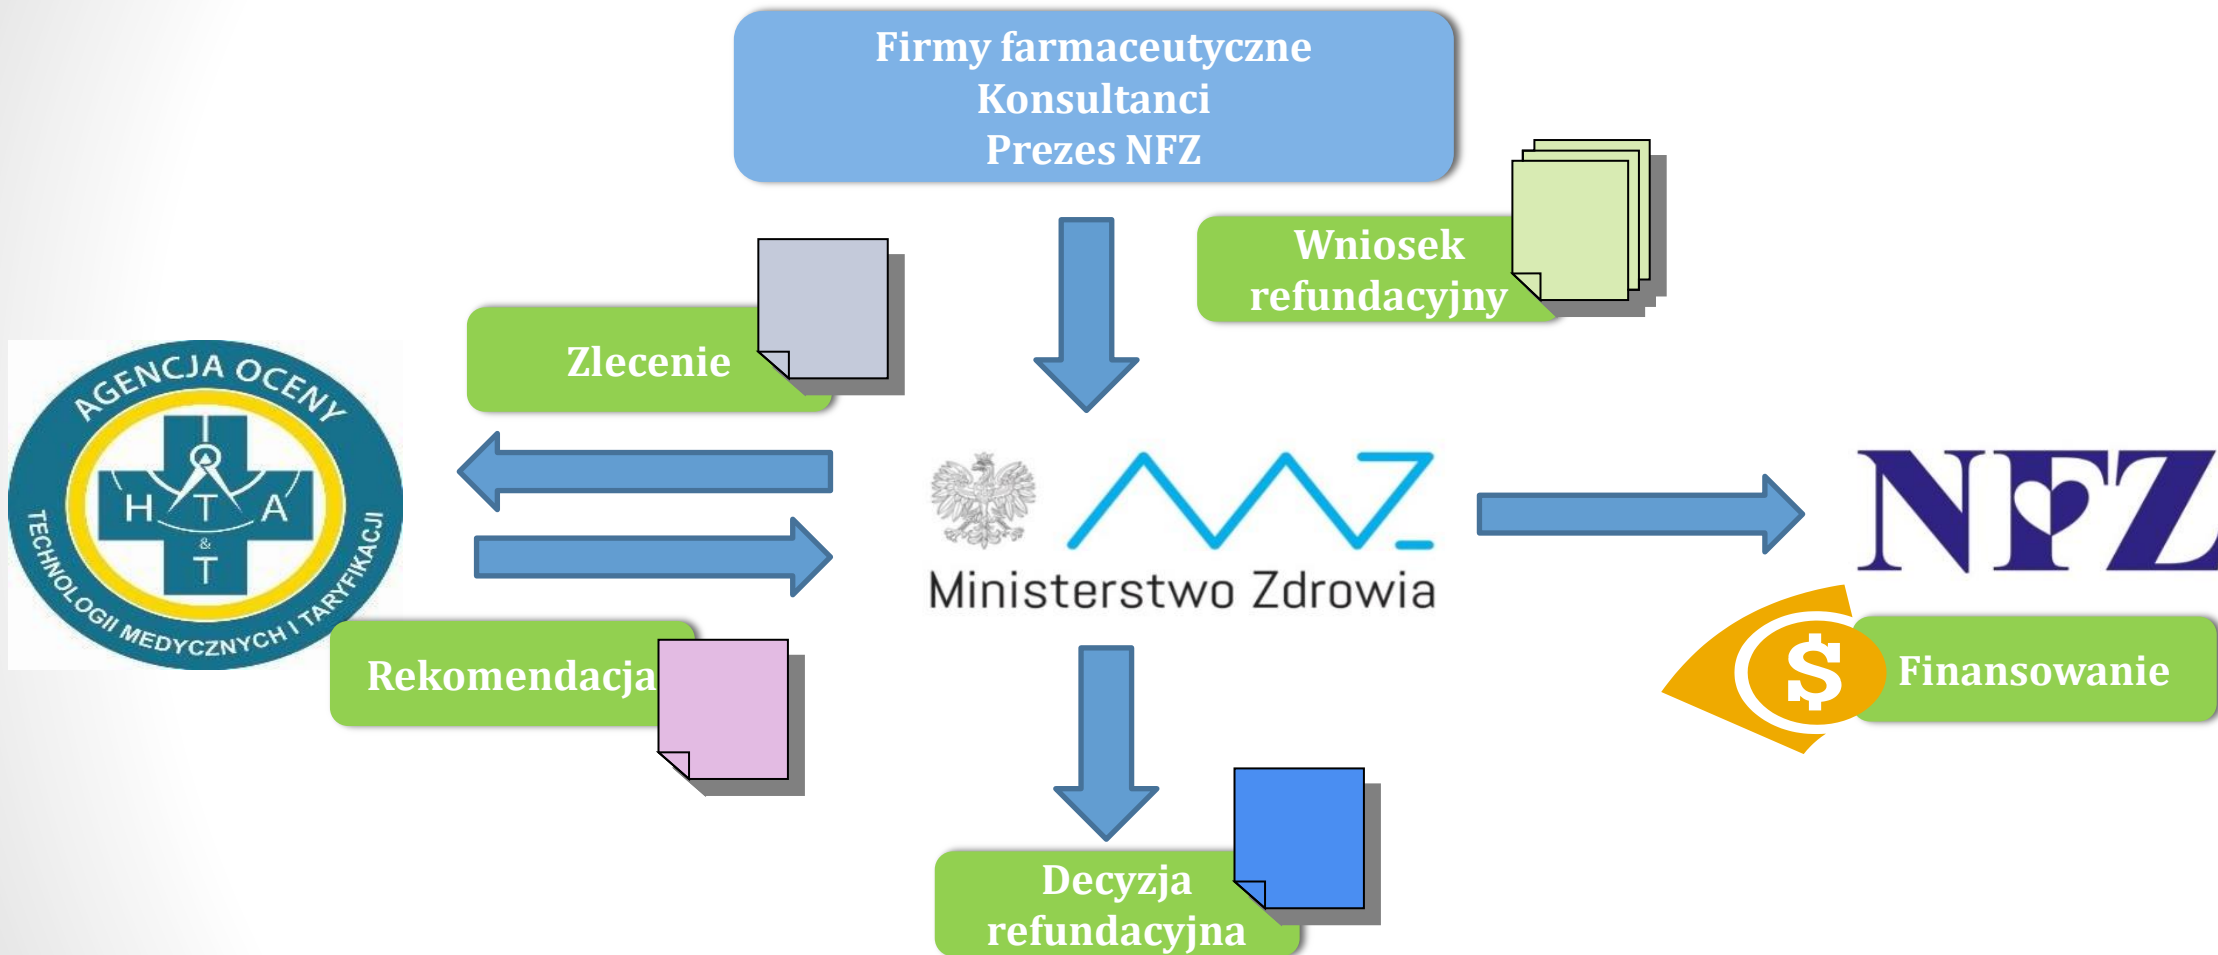 Firmy farmaceutyczne
Konsultanci
Prezes NFZ
Wniosek
refundacyjny
Zlecenie
AGENCJA OCENY
TECHNOLOGII MEDYCZNYCH I TARYFIKACJI
H T A
&
T
Ministerstwo Zdrowia
NFZ
Rekomendacja
$
Finansowanie
Decyzja
refundacyjna